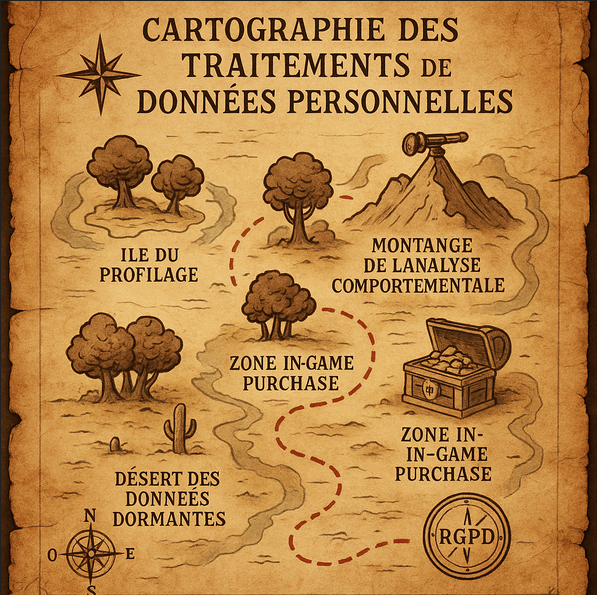 CARTOGRAPHIE DES
TRAITEMENTS DE
DONNÉES PERSONNELLES
ILE DU
PROFILAGE
MONTANGE
DE LANALYSE
COMPORTEMENTALE
ZONE IN-GAME
PURCHASE
ZONE IN-
IN-GAME
PURCHASE
DÉSERT DES
DONNEÉS
DORMANTES
N
O
E
S
RGPD